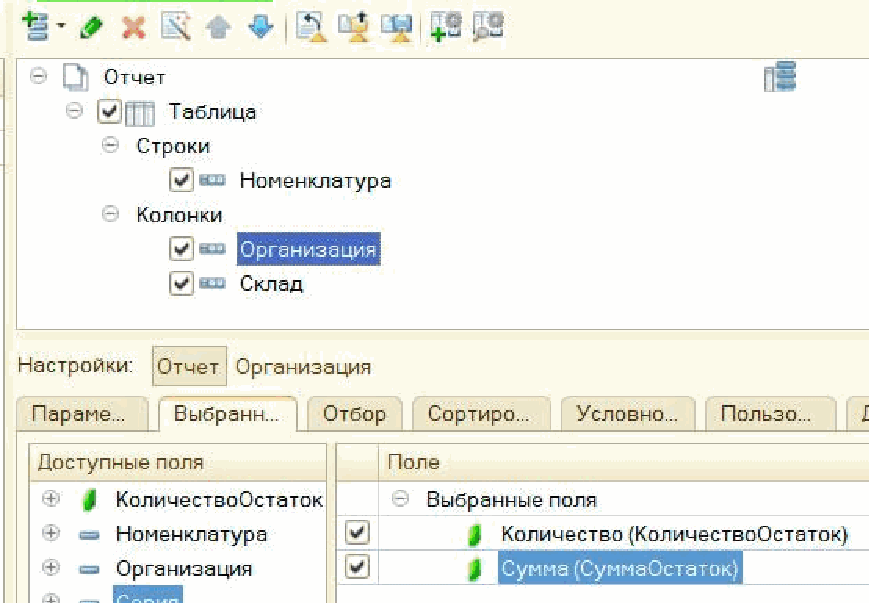 Отчет
Таблица
Строки
Номенклатура
Колонки
Организация
Склад
Настройки: Отчет Организация
Параме... Выбранн... Отбор Сортиро... Условно... Пользо...
Доступные поля Поле
КоличествоОстаток Выбранные поля
Номенклатура Количество (КоличествоОстаток)
Организация Сумма (СуммаОстаток)
Серия